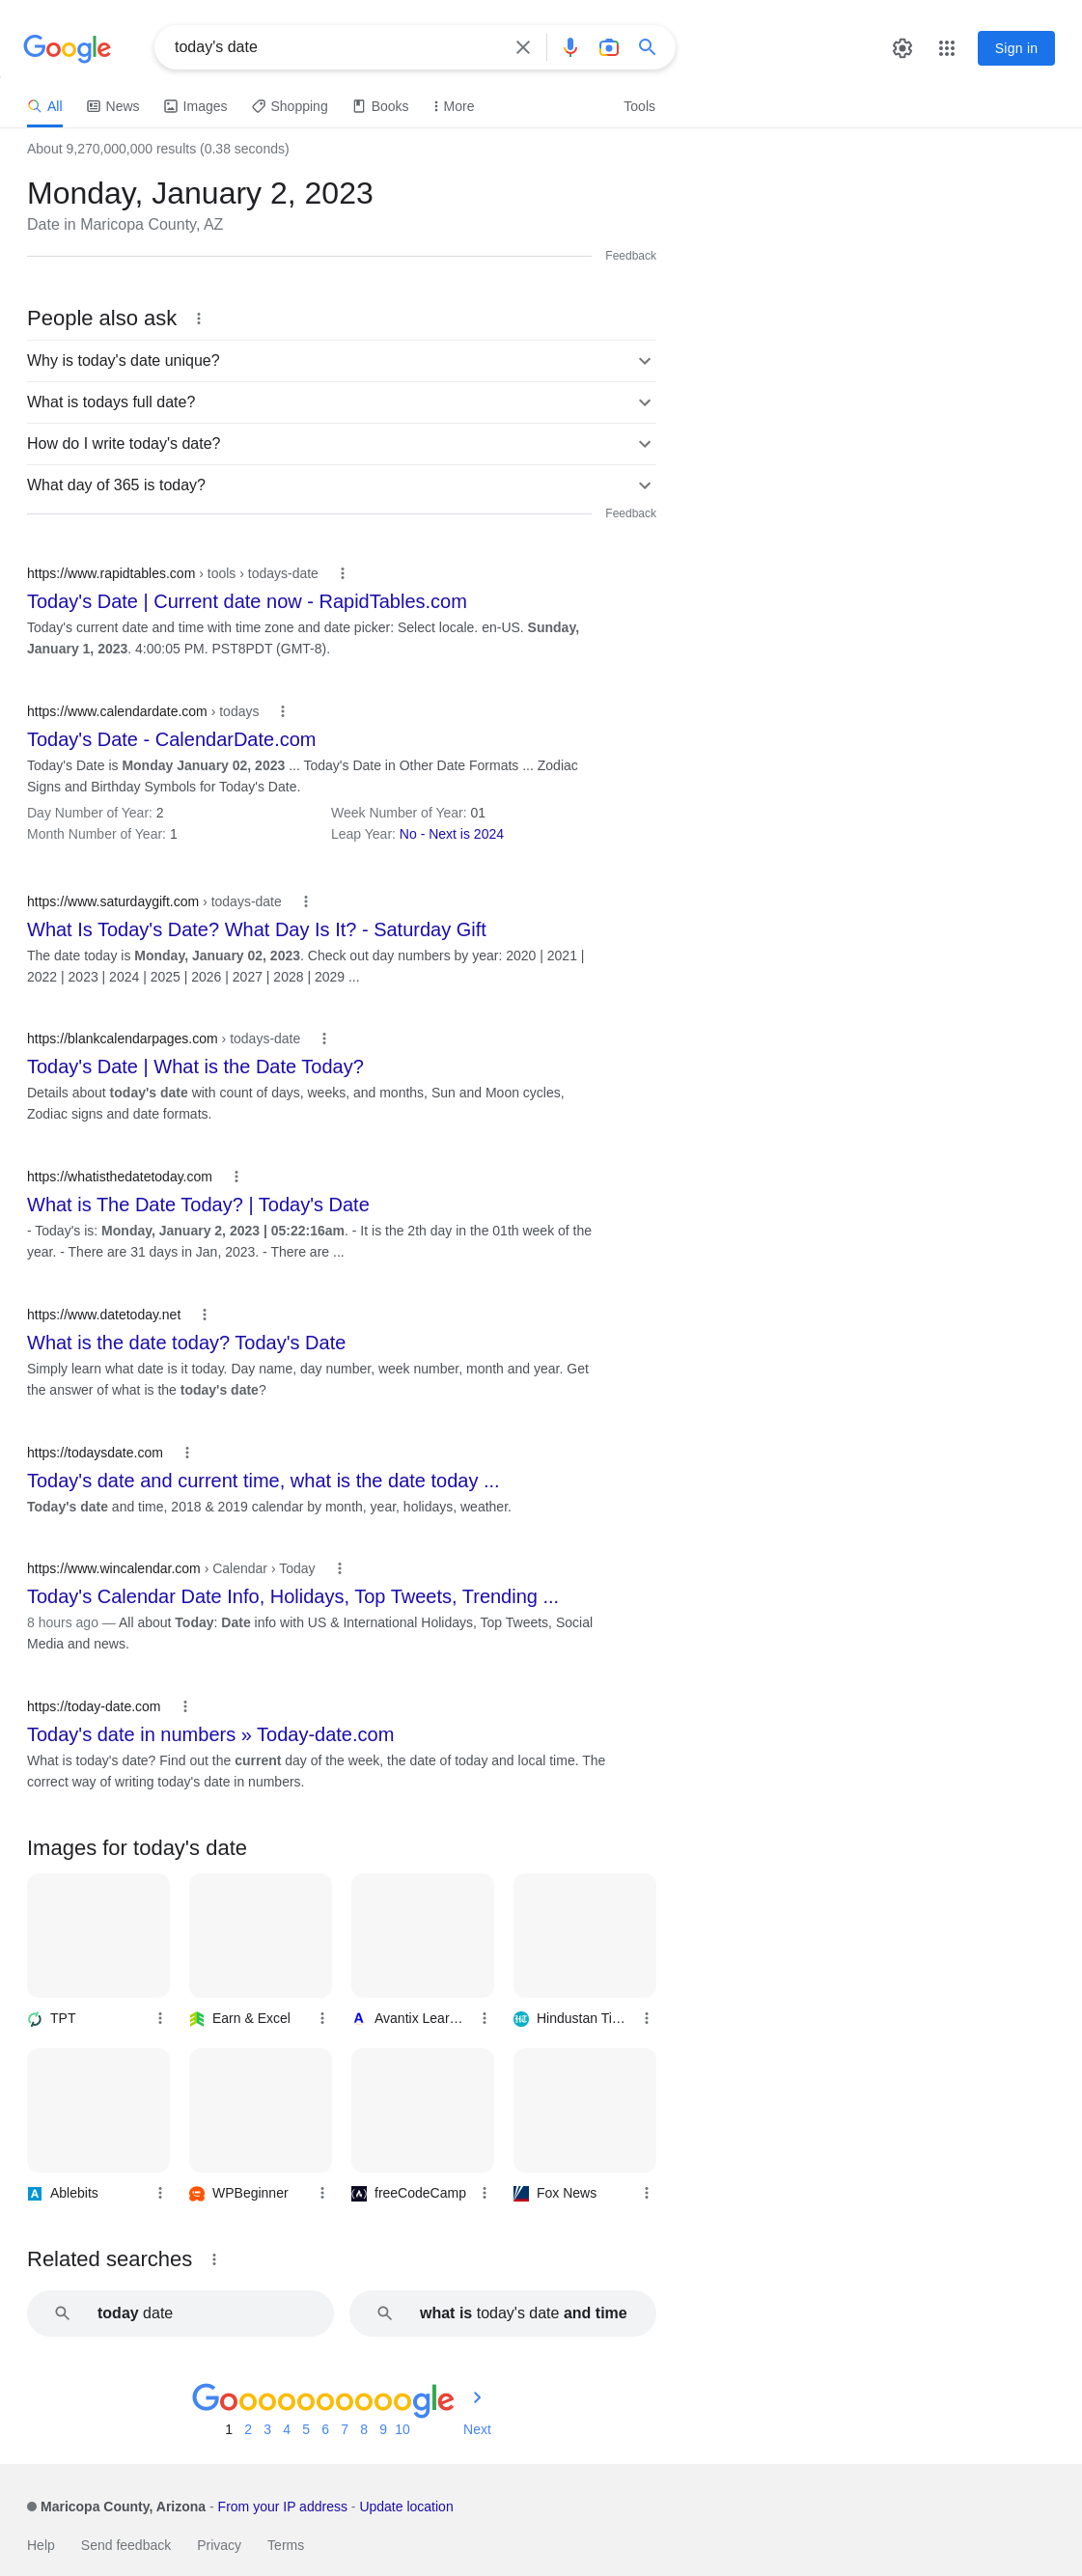 Google
today's date
Sign in
All
News
Images
Shopping
Books
More
Tools
About 9,270,000,000 results (0.38 seconds)
Monday, January 2, 2023
Date in Maricopa County, AZ
Feedback
People also ask
Why is today's date unique?
What is todays full date?
How do I write today's date?
What day of 365 is today?
Feedback
https://www.rapidtables.com › tools › todays-date
Today's Date | Current date now - RapidTables.com
Today's current date and time with time zone and date picker: Select locale. en-US. Sunday,
January 1, 2023. 4:00:05 PM. PST8PDT (GMT-8).
https://www.calendardate.com › todays
Today's Date - CalendarDate.com
Today's Date is Monday January 02, 2023 ... Today's Date in Other Date Formats ... Zodiac
Signs and Birthday Symbols for Today's Date.
Day Number of Year: 2
Week Number of Year: 01
Month Number of Year: 1
Leap Year: No - Next is 2024
https://www.saturdaygift.com › todays-date
What Is Today's Date? What Day Is It? - Saturday Gift
The date today is Monday, January 02, 2023. Check out day numbers by year: 2020 | 2021 |
2022 | 2023 | 2024 | 2025 | 2026 | 2027 | 2028 | 2029 ...
https://blankcalendarpages.com › todays-date
Today's Date | What is the Date Today?
Details about today's date with count of days, weeks, and months, Sun and Moon cycles,
Zodiac signs and date formats.
https://whatisthedatetoday.com
What is The Date Today? | Today's Date
- Today's is: Monday, January 2, 2023 | 05:22:16am. - It is the 2th day in the 01th week of the
year. - There are 31 days in Jan, 2023. - There are ...
https://www.datetoday.net
What is the date today? Today's Date
Simply learn what date is it today. Day name, day number, week number, month and year. Get
the answer of what is the today's date?
https://todaysdate.com
Today's date and current time, what is the date today ...
Today's date and time, 2018 & 2019 calendar by month, year, holidays, weather.
https://www.wincalendar.com › Calendar › Today
Today's Calendar Date Info, Holidays, Top Tweets, Trending ...
8 hours ago — All about Today: Date info with US & International Holidays, Top Tweets, Social
Media and news.
https://today-date.com
Today's date in numbers » Today-date.com
What is today's date? Find out the current day of the week, the date of today and local time. The
correct way of writing today's date in numbers.
Images for today's date
TPT
Earn & Excel
A Avantix Lear…
HT Hindustan Ti…
A Ablebits
WPBeginner
(A) freeCodeCamp
Fox News
Related searches
today date
what is today's date and time
Goooooooooogle
1 2 3 4 5 6 7 8 9 10
Next
Maricopa County, Arizona - From your IP address - Update location
Help
Send feedback
Privacy
Terms